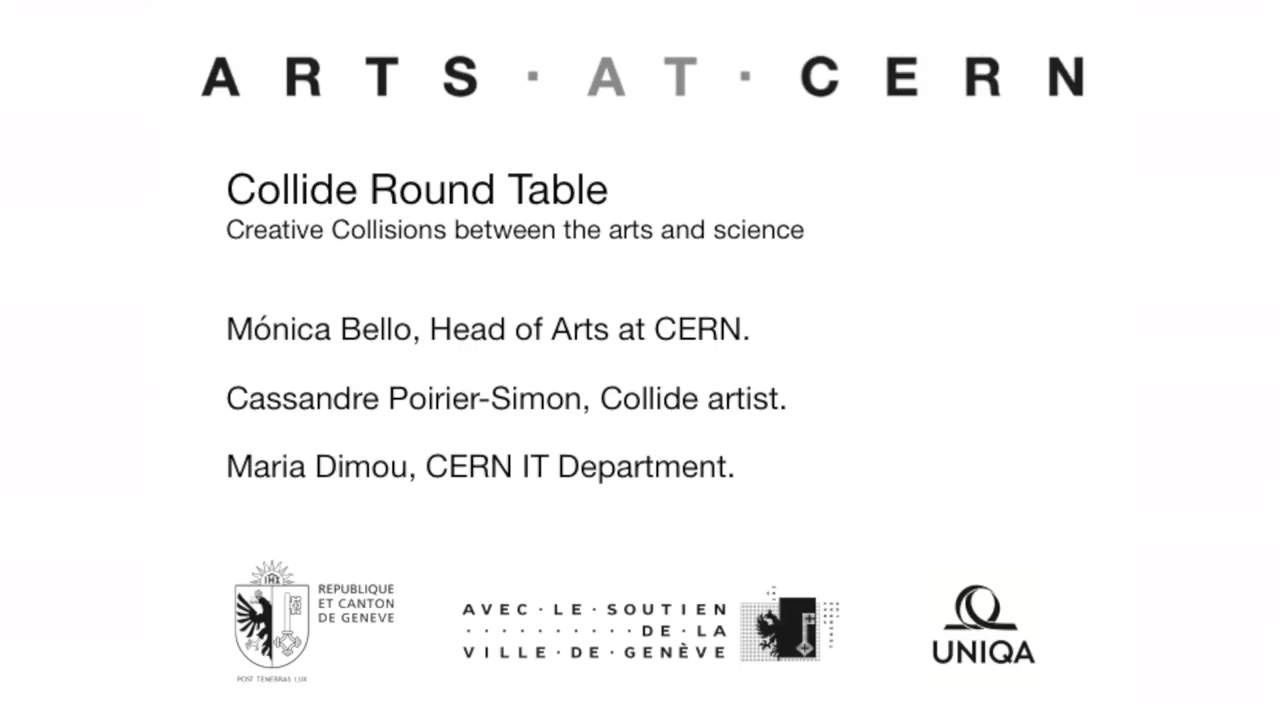 ARTS·AT·CERN
Collide Round Table
Creative Collisions between the arts and science
Mónica Bello, Head of Arts at CERN.
Cassandre Poirier-Simon, Collide artist.
Maria Dimou, CERN IT Department.
REPUBLIQUE
ET CANTON
DE GENEVE
POST TENEBRAS LUX
AVEC·LE·SOUTIEN
··········DE·LA
VILLE·DE·GENÈVE
UNIQA